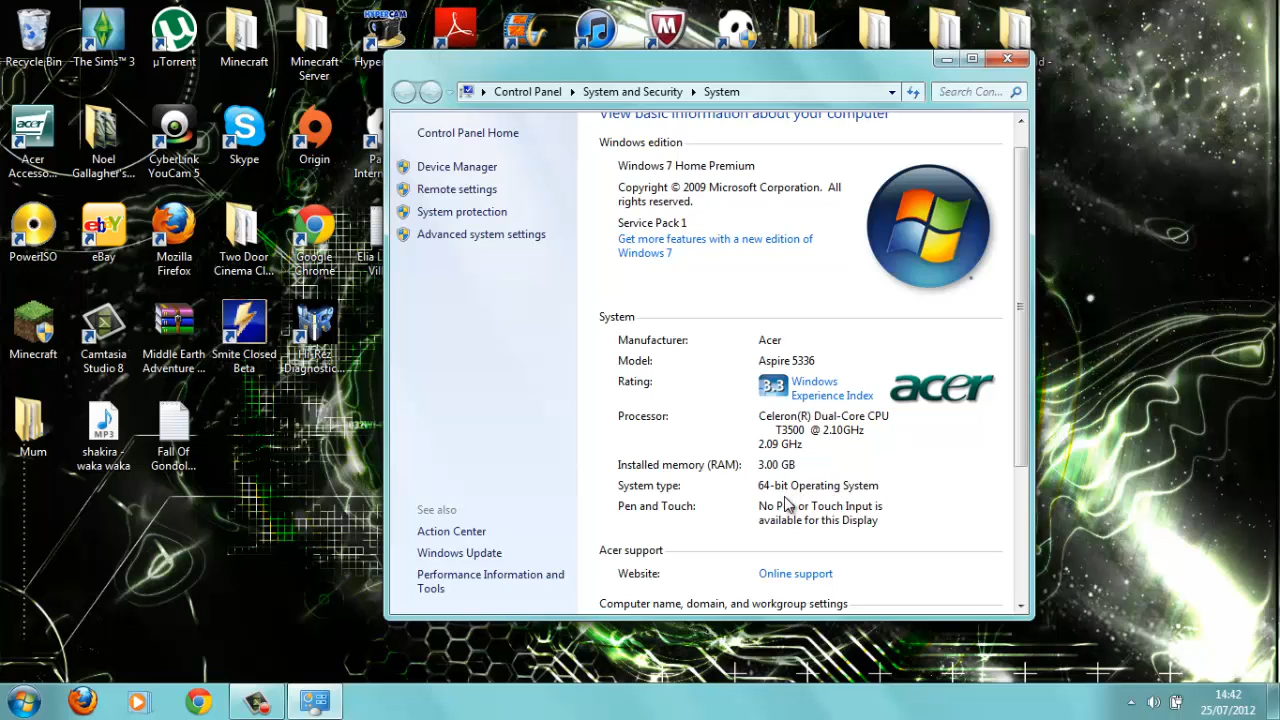 HYPERCAM
Recycle Bin
The Sims™ 3
µTorrent
Minecraft
Minecraft
Server
Acer
Accesso...
Noel
Gallagher's...
CyberLink
YouCam 5
Skype
Origin
PowerISO
eBay
Mozilla
Firefox
Two Door
Cinema Cl...
Google
Chrome
Minecraft
Camtasia
Studio 8
Middle Earth
Adventure ...
Smite Closed
Beta
Hi-Rez
Diagnostic...
Mum
MP3
shakira -
waka waka
Fall Of
Gondol...
Control Panel
System and Security
System
Search Con...
Control Panel Home
Device Manager
Remote settings
System protection
Advanced system settings
See also
Action Center
Windows Update
Performance Information and
Tools
View basic information about your computer
Windows edition
Windows 7 Home Premium
Copyright © 2009 Microsoft Corporation. All
rights reserved.
Service Pack 1
Get more features with a new edition of
Windows 7
System
Manufacturer: Acer
Model: Aspire 5336
Rating: 3.3 Windows
Experience Index
acer
Processor: Celeron(R) Dual-Core CPU
T3500 @ 2.10GHz
2.09 GHz
Installed memory (RAM): 3.00 GB
System type: 64-bit Operating System
Pen and Touch: No or Touch Input is
available for this Display
Acer support
Website: Online support
Computer name, domain, and workgroup settings
14:42
25/07/2012